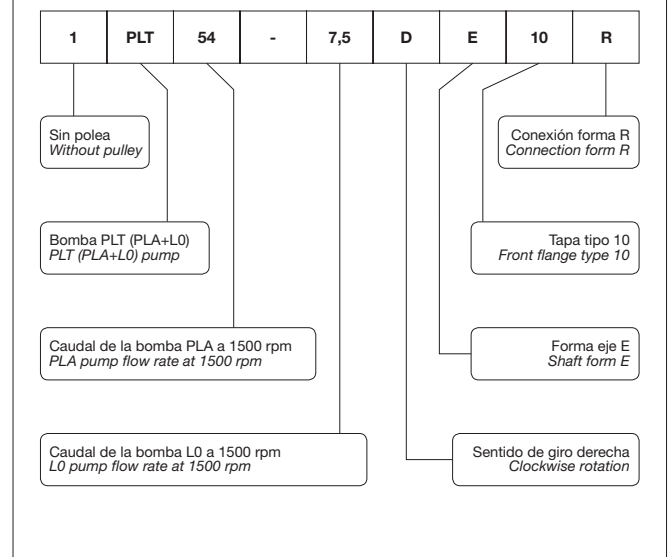 1 PLT 54 - 7,5 D E 10 R
Sin polea
Without pulley
Conexión forma R
Connection form R
Bomba PLT (PLA+L0)
PLT (PLA+L0) pump
Tapa tipo 10
Front flange type 10
Caudal de la bomba PLA a 1500 rpm
PLA pump flow rate at 1500 rpm
Forma eje E
Shaft form E
Caudal de la bomba L0 a 1500 rpm
L0 pump flow rate at 1500 rpm
Sentido de giro derecha
Clockwise rotation